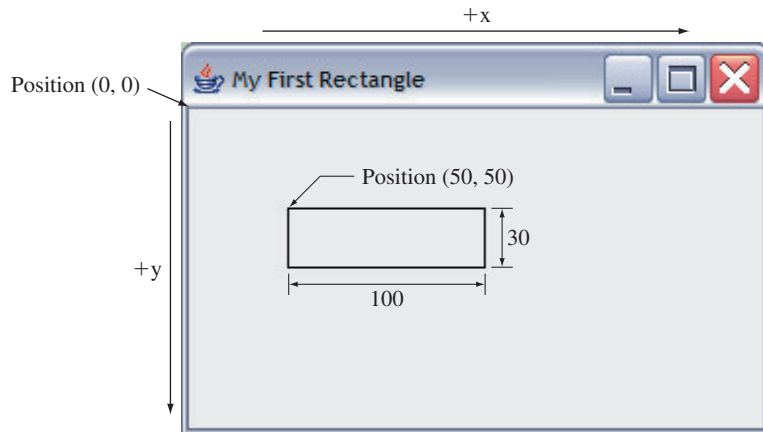 +x
Position (0, 0)
My First Rectangle
Position (50, 50)
30
+y
100